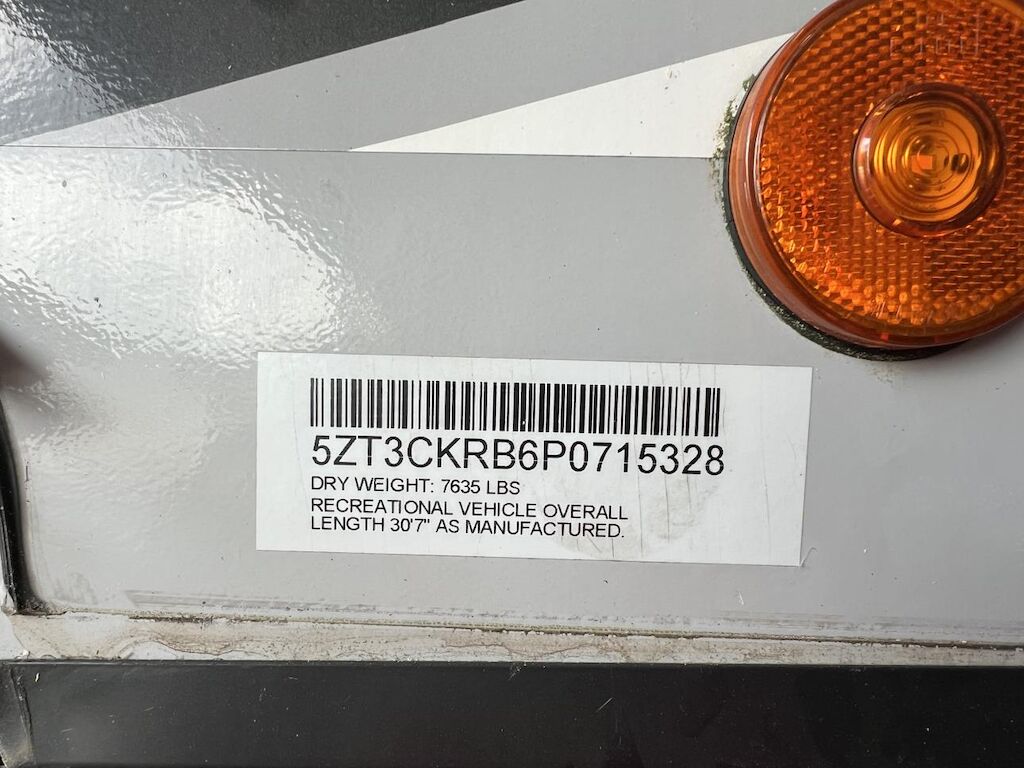 5ZT3CKRB6P0715328
DRY WEIGHT: 7635 LBS
RECREATIONAL VEHICLE OVERALL
LENGTH 30'7" AS MANUFACTURED.